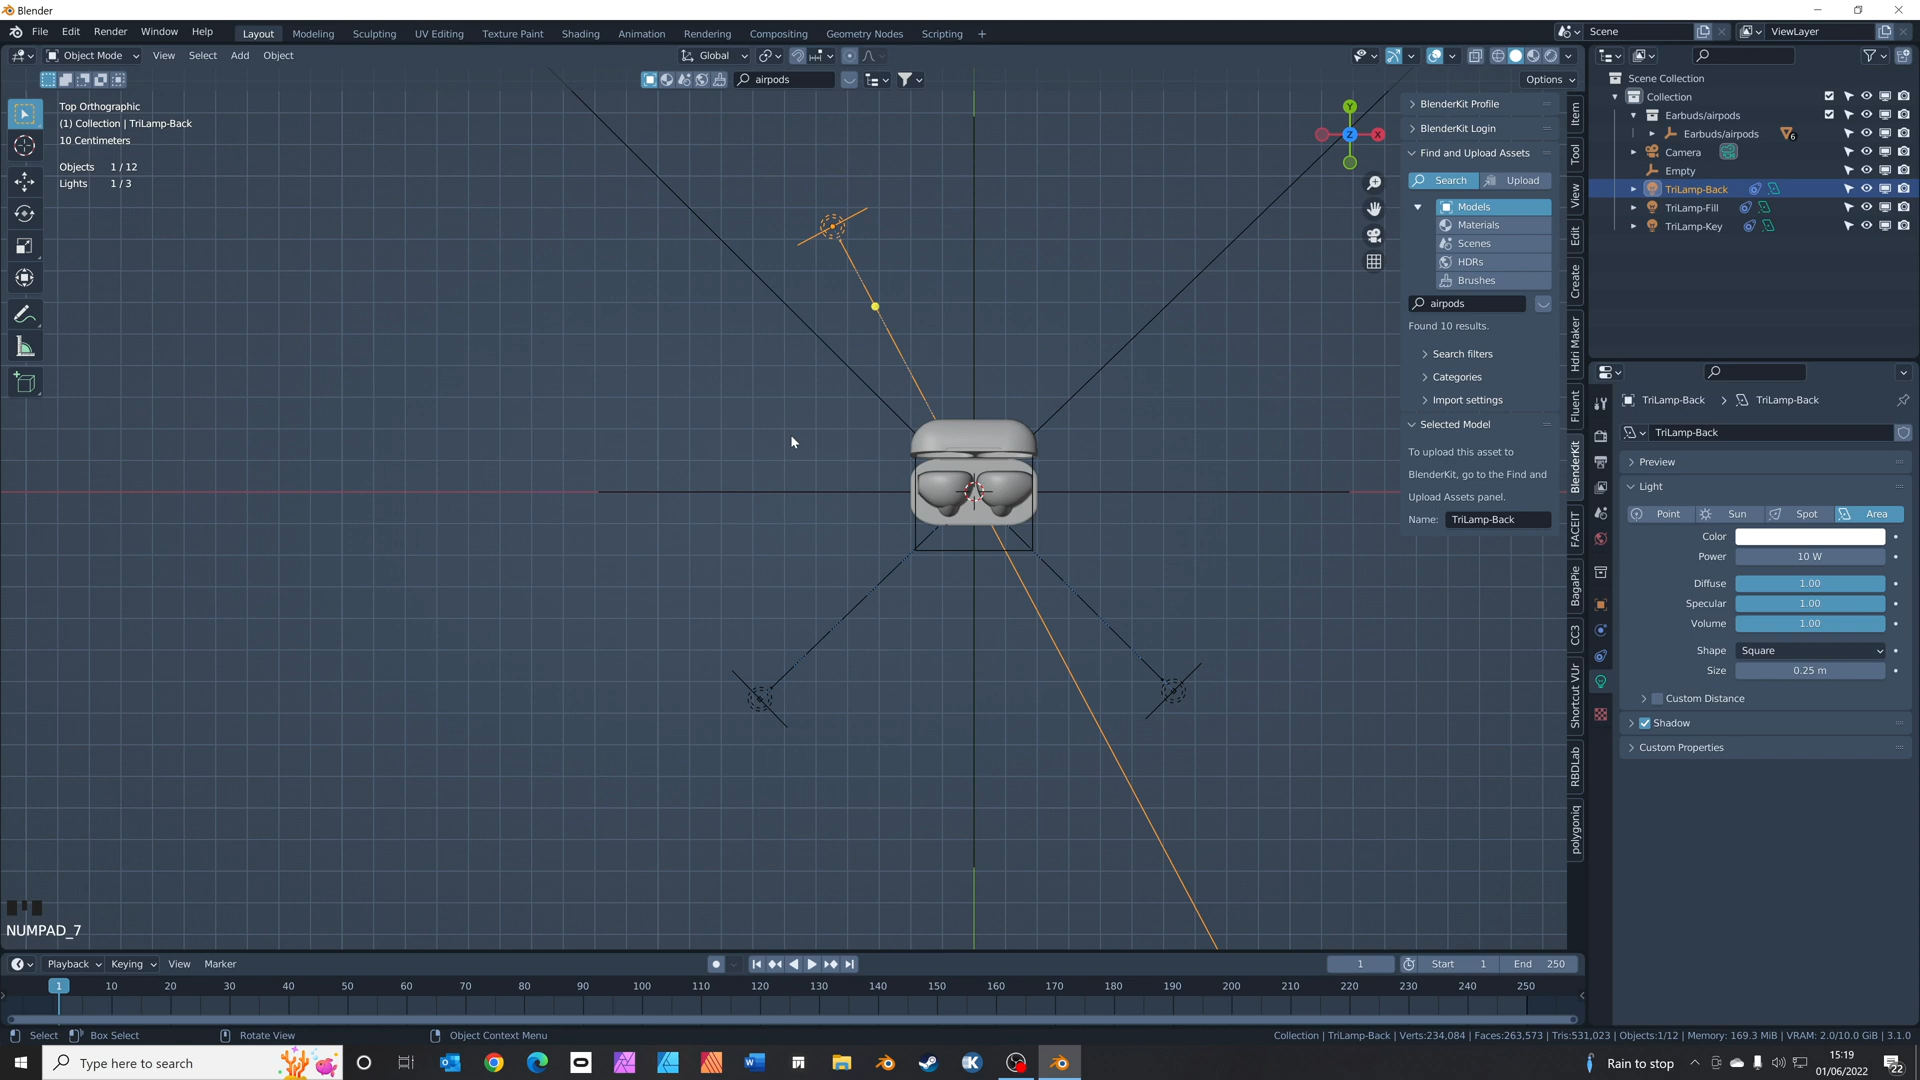 Blender
File Edit Render Window Help
Layout Modeling Sculpting UV Editing Texture Paint Shading Animation Rendering Compositing Geometry Nodes Scripting +
Scene
ViewLayer
Object Mode View Select Add Object
Global
airpods
Options
Top Orthographic
(1) Collection | TriLamp-Back
10 Centimeters
Objects 1 / 12
Lights 1 / 3
Y
Z
X
BlenderKit Profile
BlenderKit Login
Find and Upload Assets
Search Upload
Models
Materials
Scenes
HDRs
Brushes
airpods
Found 10 results.
Search filters
Categories
Import settings
Selected Model
To upload this asset to
BlenderKit, go to the Find and
Upload Assets panel.
Name: TriLamp-Back
Item
Tool
View
Edit
Create
Hdri Maker
Fluent
BlenderKit
FACEIT
BagaPie
CC3
Shortcut VUr
RBDLab
polygoniq
Scene Collection
Collection
Earbuds/airpods
Earbuds/airpods 6
Camera
Empty
TriLamp-Back
TriLamp-Fill
TriLamp-Key
TriLamp-Back TriLamp-Back
TriLamp-Back
Preview
Light
Point Sun Spot Area
Color
Power 10 W
Diffuse 1.00
Specular 1.00
Volume 1.00
Shape Square
Size 0.25 m
Custom Distance
Shadow
Custom Properties
NUMPAD_7
Playback Keying View Marker
1 Start 1 End 250
1 10 20 30 40 50 60 70 80 90 100 110 120 130 140 150 160 170 180 190 200 210 220 230 240 250
Select Box Select Rotate View Object Context Menu
Collection | TriLamp-Back | Verts:234,084 | Faces:263,573 | Tris:531,023 | Objects:1/12 | Memory: 169.3 MiB | VRAM: 2.0/10.0 GiB | 3.1.0
Type here to search
Rain to stop
15:19
01/06/2022
22